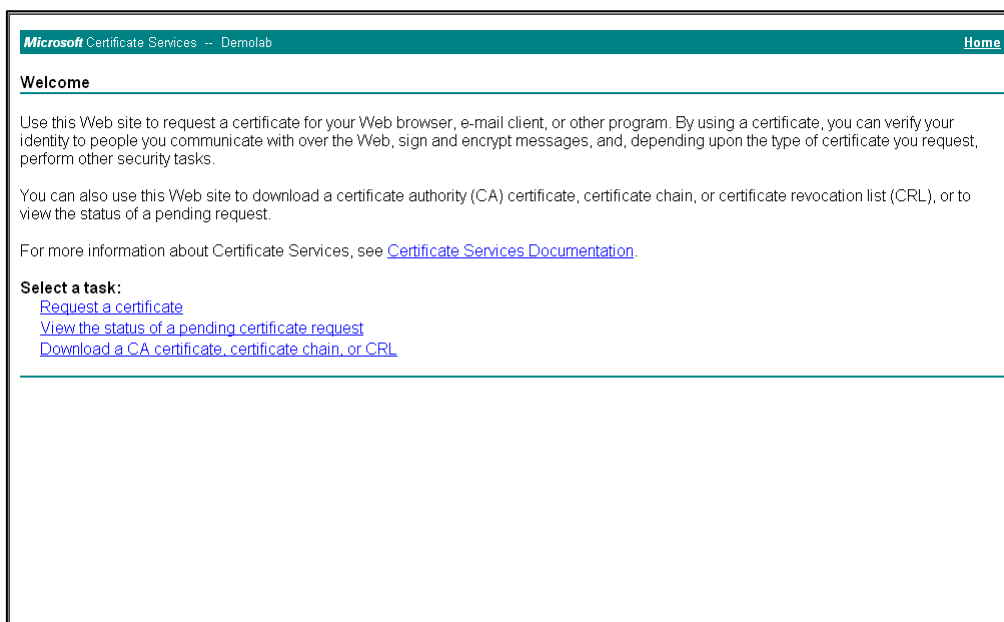 Microsoft Certificate Services -- Demolab Home
Welcome
Use this Web site to request a certificate for your Web browser, e-mail client, or other program. By using a certificate, you can verify your
identity to people you communicate with over the Web, sign and encrypt messages, and, depending upon the type of certificate you request,
perform other security tasks.
You can also use this Web site to download a certificate authority (CA) certificate, certificate chain, or certificate revocation list (CRL), or to
view the status of a pending request.
For more information about Certificate Services, see Certificate Services Documentation.
Select a task:
Request a certificate
View the status of a pending certificate request
Download a CA certificate, certificate chain, or CRL